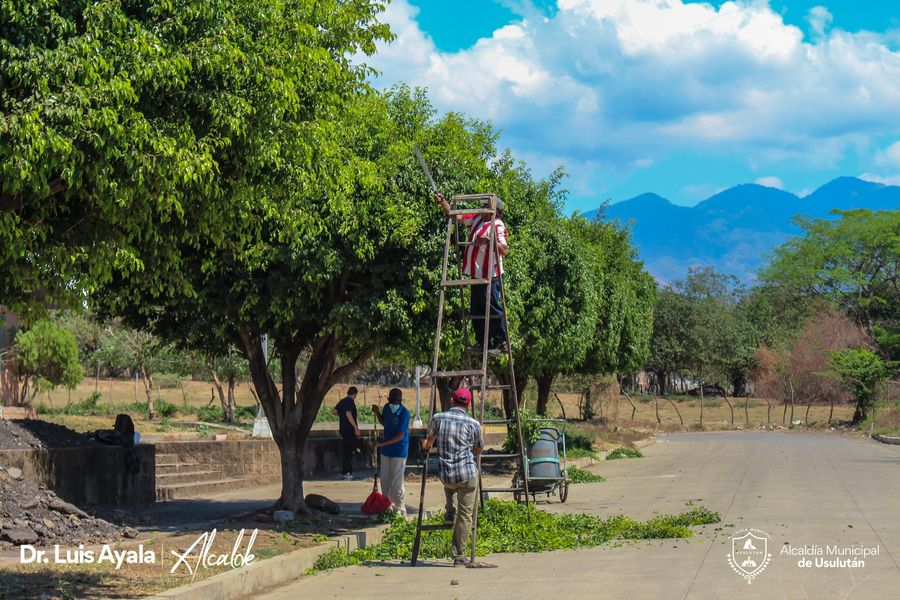 Dr. Luis Ayala | Alcalde
Alcaldía Municipal
de Usulután